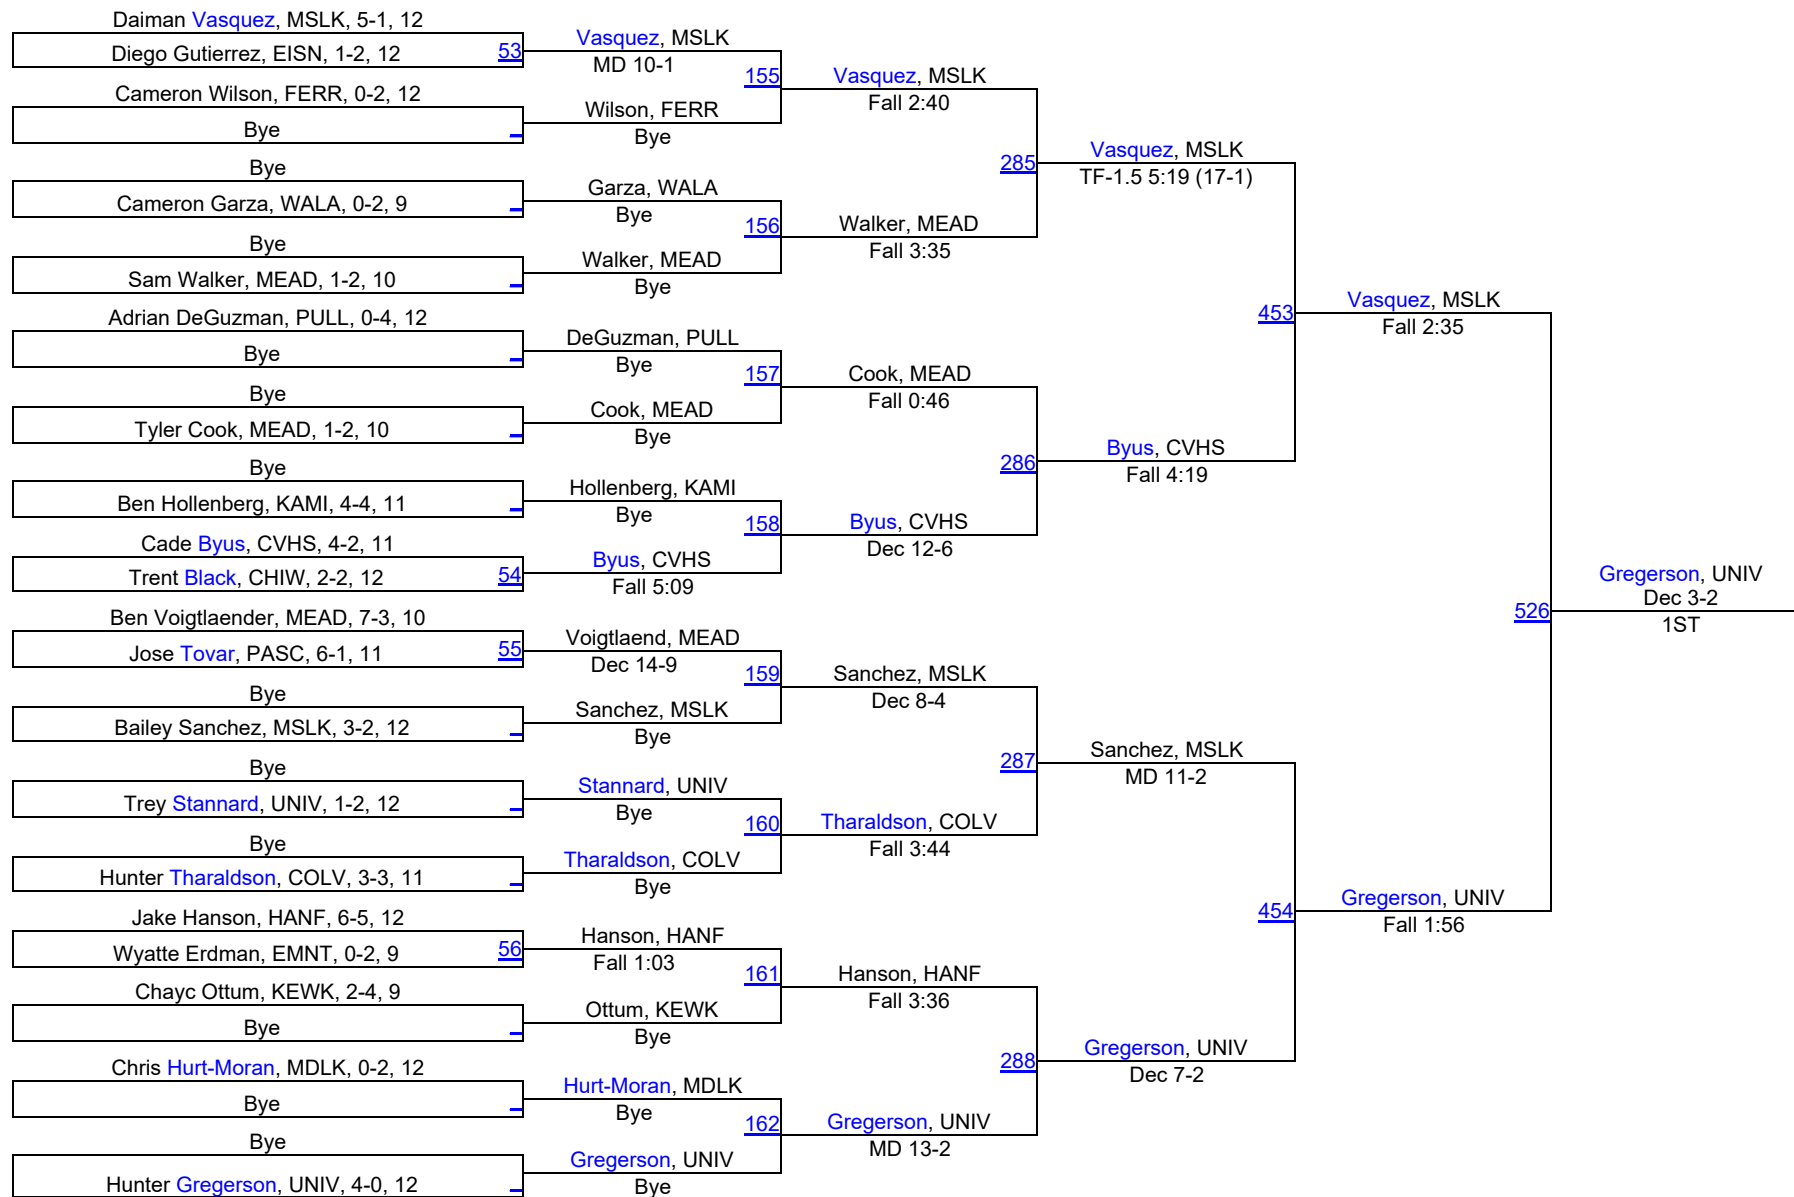 Daiman Vasquez, MSLK, 5-1, 12
Diego Gutierrez, EISN, 1-2, 12
53
Cameron Wilson, FERR, 0-2, 12
Bye
Bye
Cameron Garza, WALA, 0-2, 9
Bye
Sam Walker, MEAD, 1-2, 10
Adrian DeGuzman, PULL, 0-4, 12
Bye
Bye
Tyler Cook, MEAD, 1-2, 10
Bye
Ben Hollenberg, KAMI, 4-4, 11
Cade Byus, CVHS, 4-2, 11
Trent Black, CHIW, 2-2, 12
54
Ben Voigtlaender, MEAD, 7-3, 10
Jose Tovar, PASC, 6-1, 11
55
Bye
Bailey Sanchez, MSLK, 3-2, 12
Bye
Trey Stannard, UNIV, 1-2, 12
Bye
Hunter Tharaldson, COLV, 3-3, 11
Jake Hanson, HANF, 6-5, 12
Wyatte Erdman, EMNT, 0-2, 9
56
Chayc Ottum, KEWK, 2-4, 9
Bye
Chris Hurt-Moran, MDLK, 0-2, 12
Bye
Bye
Hunter Gregerson, UNIV, 4-0, 12
Vasquez, MSLK
MD 10-1
155
Wilson, FERR
Bye
Garza, WALA
Bye
156
Walker, MEAD
Bye
DeGuzman, PULL
Bye
157
Cook, MEAD
Bye
Hollenberg, KAMI
Bye
158
Byus, CVHS
Fall 5:09
Voigtlaend, MEAD
Dec 14-9
159
Sanchez, MSLK
Bye
Stannard, UNIV
Bye
160
Tharaldson, COLV
Bye
Hanson, HANF
Fall 1:03
161
Ottum, KEWK
Bye
Hurt-Moran, MDLK
Bye
162
Gregerson, UNIV
Bye
Vasquez, MSLK
Fall 2:40
285
Walker, MEAD
Fall 3:35
Cook, MEAD
Fall 0:46
286
Byus, CVHS
Dec 12-6
Sanchez, MSLK
Dec 8-4
287
Tharaldson, COLV
Fall 3:44
Hanson, HANF
Fall 3:36
288
Gregerson, UNIV
MD 13-2
Vasquez, MSLK
TF-1.5 5:19 (17-1)
453
Byus, CVHS
Fall 4:19
Sanchez, MSLK
MD 11-2
454
Gregerson, UNIV
Dec 7-2
Vasquez, MSLK
Fall 2:35
526
Gregerson, UNIV
Fall 1:56
Gregerson, UNIV
Dec 3-2
1ST